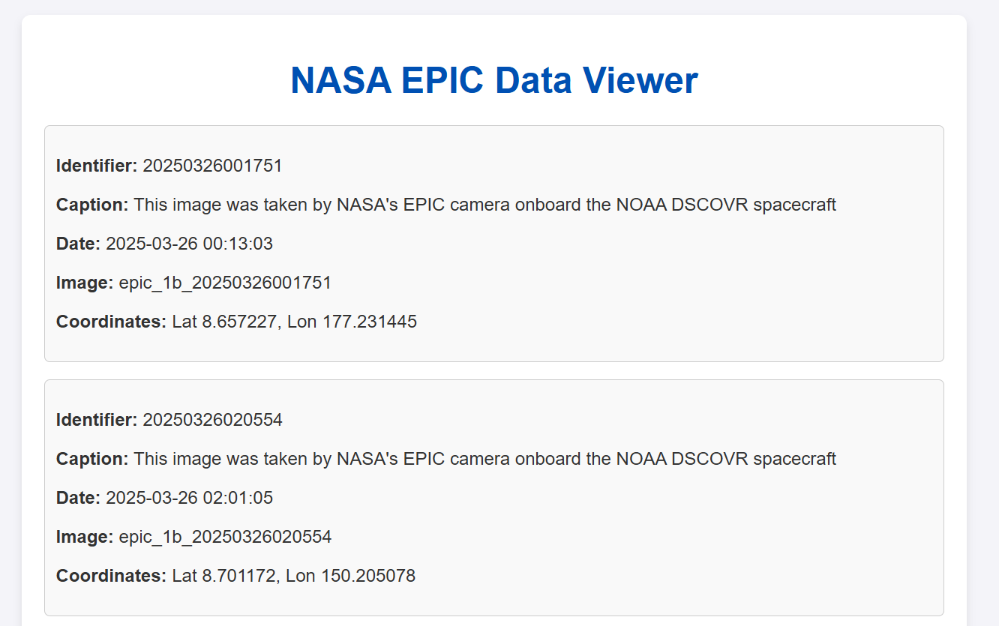 NASA EPIC Data Viewer
Identifier: 20250326001751
Caption: This image was taken by NASA's EPIC camera onboard the NOAA DSCOVR spacecraft
Date: 2025-03-26 00:13:03
Image: epic_1b_20250326001751
Coordinates: Lat 8.657227, Lon 177.231445
Identifier: 20250326020554
Caption: This image was taken by NASA's EPIC camera onboard the NOAA DSCOVR spacecraft
Date: 2025-03-26 02:01:05
Image: epic_1b_20250326020554
Coordinates: Lat 8.701172, Lon 150.205078